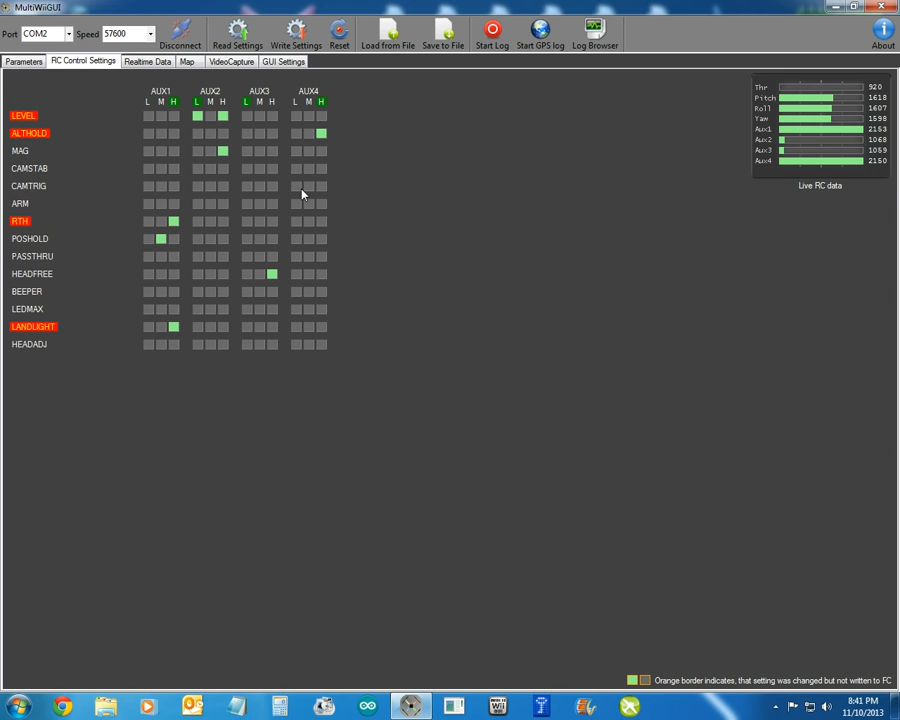 MultiWiiGUI
Port COM2 Speed 57600 Disconnect Read Settings Write Settings Reset Load from File Save to File Start Log Start GPS log Log Browser About
Parameters RC Control Settings Realtime Data Map VideoCapture GUI Settings
AUX1 AUX2 AUX3 AUX4
L M H L M H L M H L M H
LEVEL
ALTHOLD
MAG
CAMSTAB
CAMTRIG
ARM
RTH
POSHOLD
PASSTHRU
HEADFREE
BEEPER
LEDMAX
LANDLIGHT
HEADADJ
Thr 920
Pitch 1618
Roll 1607
Yaw 1598
Aux1 2153
Aux2 1068
Aux3 1059
Aux4 2150
Live RC data
Orange border indicates, that setting was changed but not written to FC
Wii
8:41 PM
11/10/2013